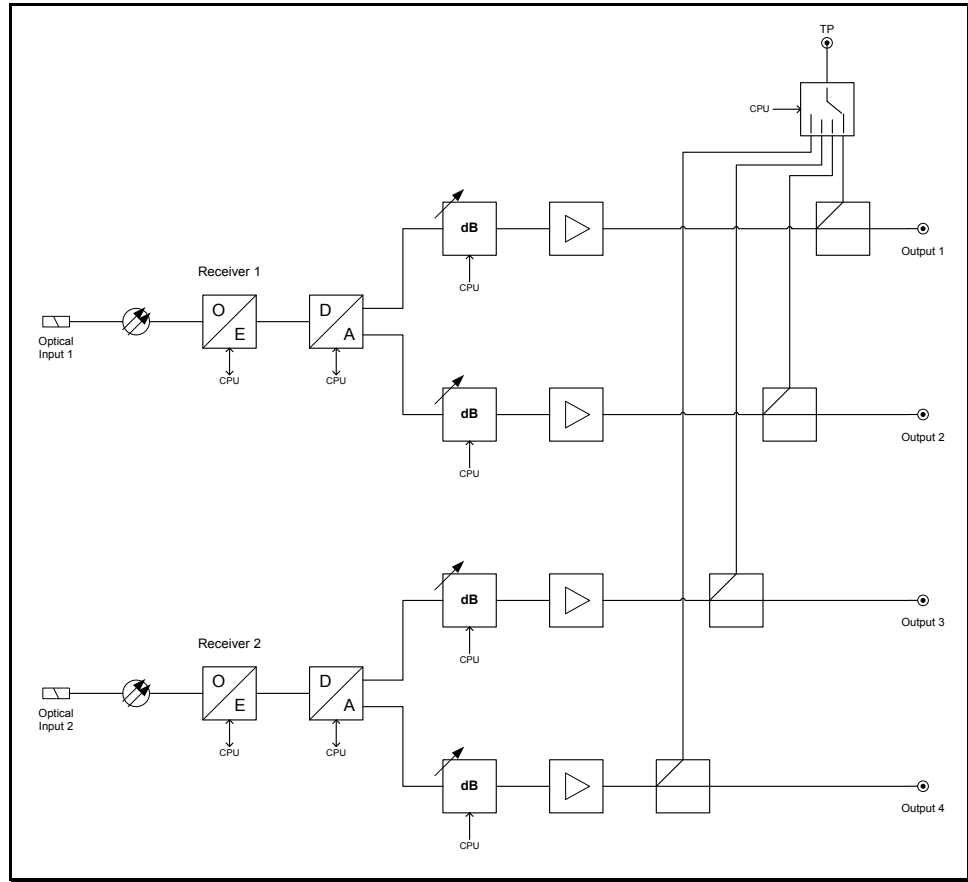 TP
CPU
dB
Output 1
CPU
Receiver 1
O
E
D
A
Optical
Input 1
CPU
CPU
dB
Output 2
CPU
dB
Output 3
CPU
Receiver 2
O
E
D
A
Optical
Input 2
CPU
CPU
dB
Output 4
CPU